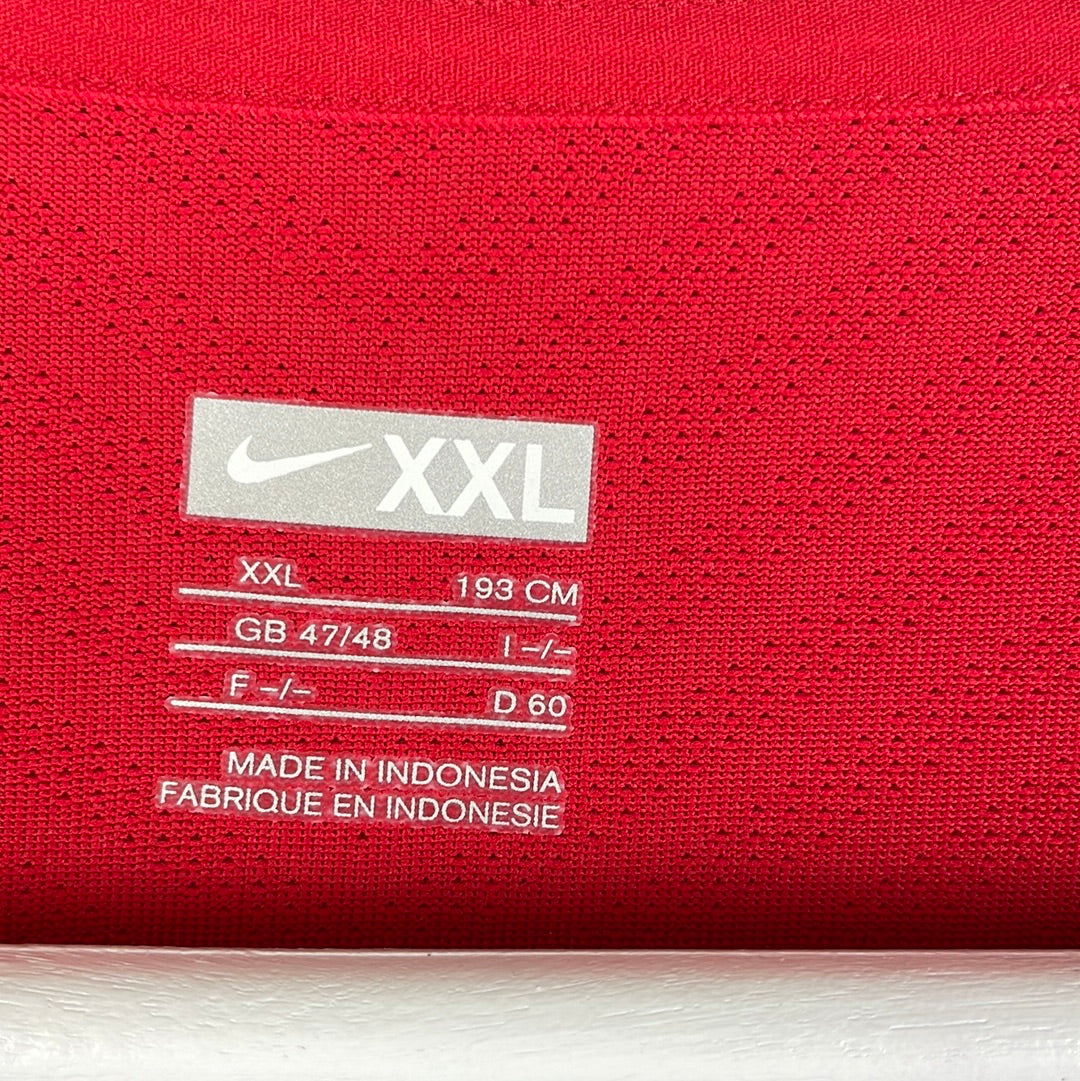 XXL
XXL 193 CM
GB 47/48 I -/-
F -/- D 60
MADE IN INDONESIA
FABRIQUE EN INDONESIE